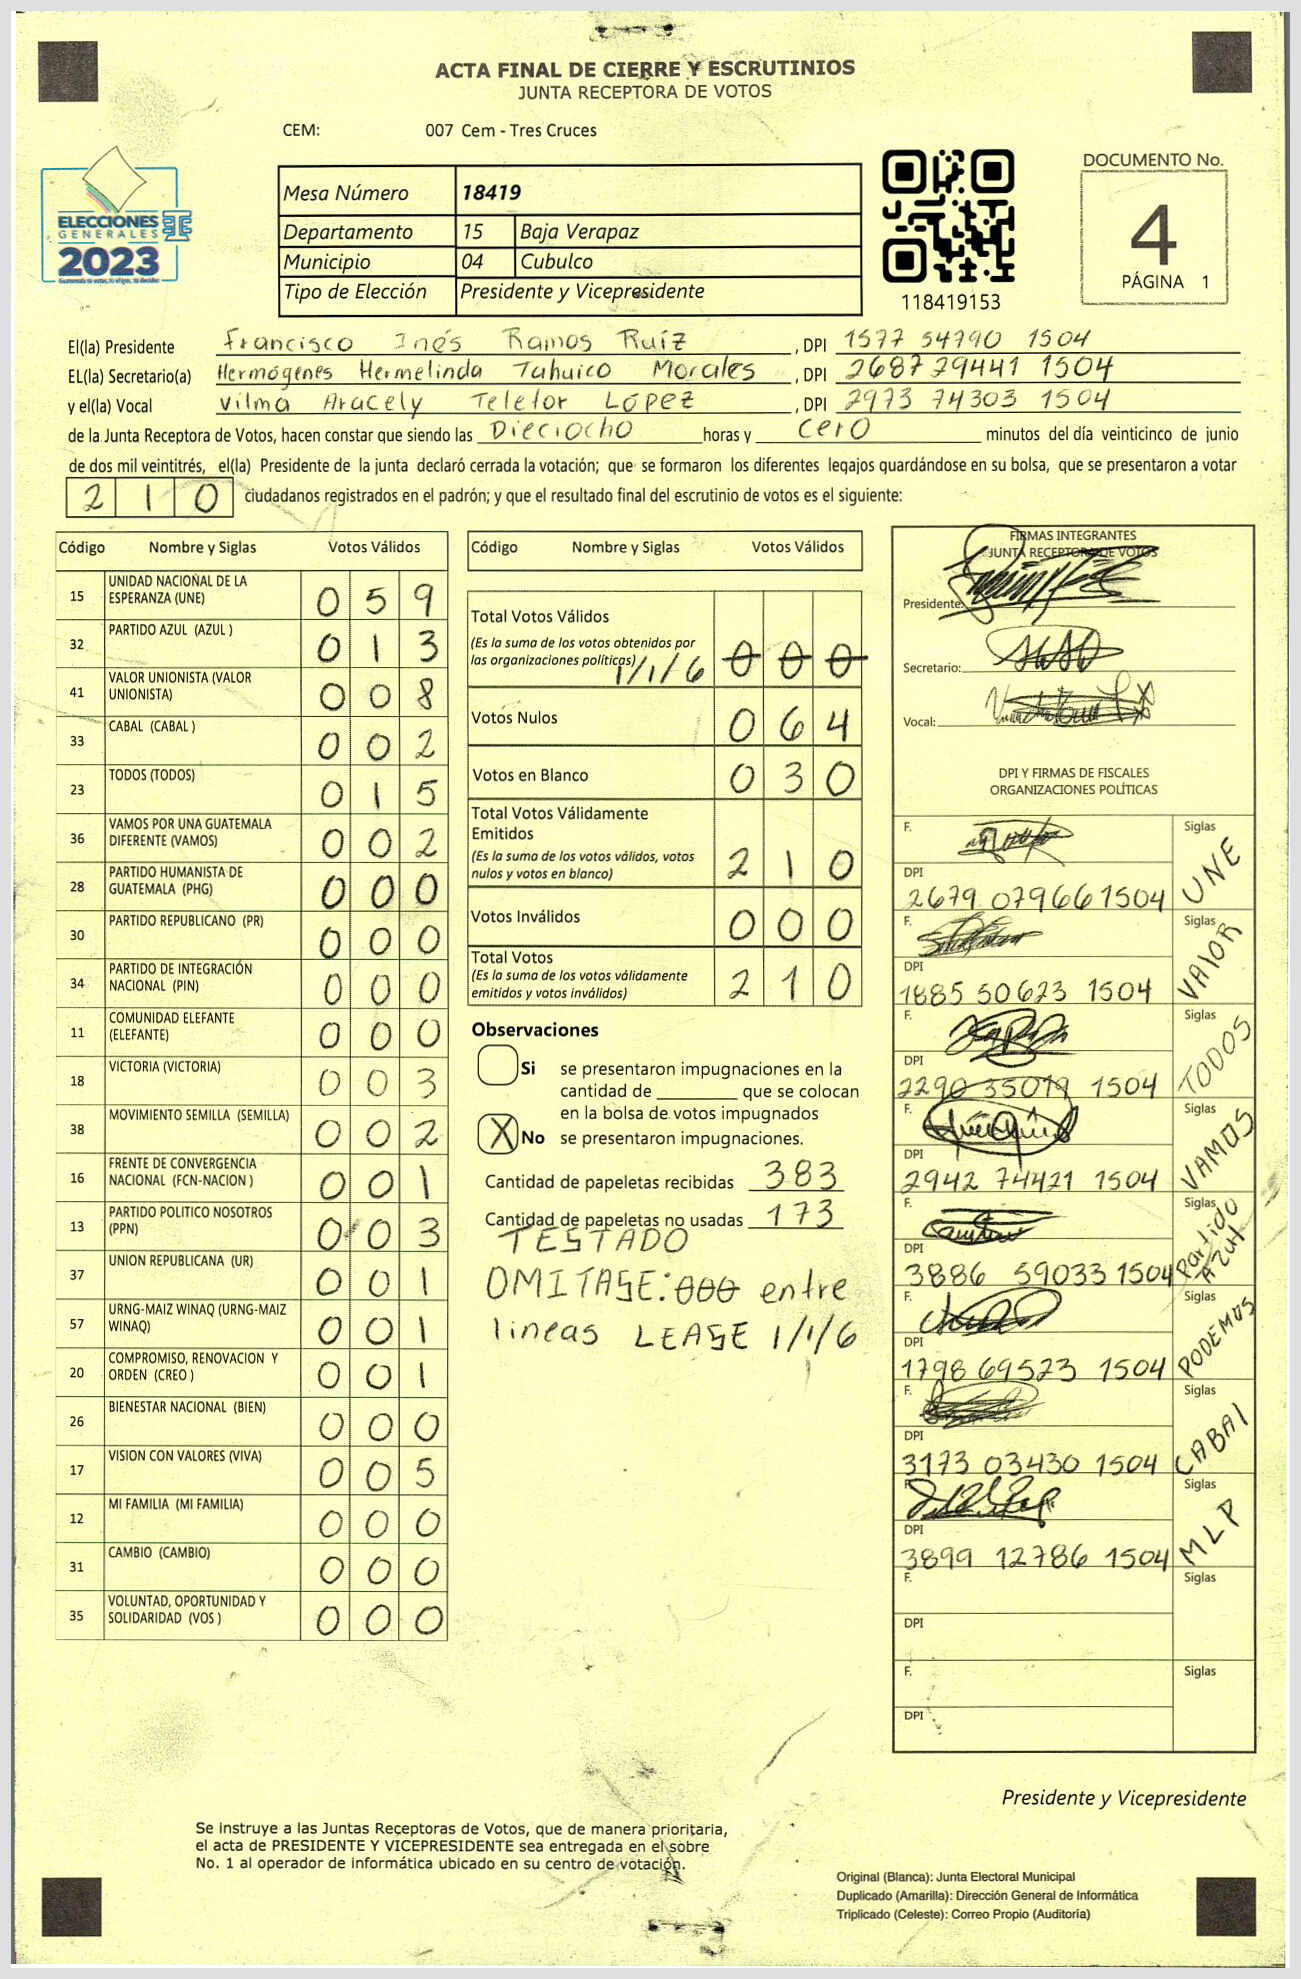 ACTA FINAL DE CIERRE Y ESCRUTINIOS
JUNTA RECEPTORA DE VOTOS
CEM: 007 Cem - Tres Cruces
ELECCIONES
GENERALES
2023
Mesa Número 18419
Departamento 15 Baja Verapaz
Municipio 04 Cubulco
Tipo de Elección Presidente y Vicepresidente
118419153
DOCUMENTO No.
4
PÁGINA 1
El(la) Presidente Francisco Inés Ramos Ruíz , DPI 1577 54790 1504
EL(la) Secretario(a) Hermógenes Hermelinda Tahuico Morales , DPI 2687 29441 1504
y el(la) Vocal Vilma Aracely Teletor López , DPI 2973 74303 1504
de la Junta Receptora de Votos, hacen constar que siendo las Dieciocho horas y cero minutos del día veinticinco de junio
de dos mil veintitrés, el(la) Presidente de la junta declaró cerrada la votación; que se formaron los diferentes legajos guardándose en su bolsa, que se presentaron a votar
2 1 0 ciudadanos registrados en el padrón; y que el resultado final del escrutinio de votos es el siguiente:
Código Nombre y Siglas Votos Válidos
15 UNIDAD NACIONAL DE LA ESPERANZA (UNE) 0 5 9
32 PARTIDO AZUL (AZUL ) 0 1 3
41 VALOR UNIONISTA (VALOR UNIONISTA) 0 0 8
33 CABAL (CABAL ) 0 0 2
23 TODOS (TODOS) 0 1 5
36 VAMOS POR UNA GUATEMALA DIFERENTE (VAMOS) 0 0 2
28 PARTIDO HUMANISTA DE GUATEMALA (PHG) 0 0 0
30 PARTIDO REPUBLICANO (PR) 0 0 0
34 PARTIDO DE INTEGRACIÓN NACIONAL (PIN) 0 0 0
11 COMUNIDAD ELEFANTE (ELEFANTE) 0 0 0
18 VICTORIA (VICTORIA) 0 0 3
38 MOVIMIENTO SEMILLA (SEMILLA) 0 0 2
16 FRENTE DE CONVERGENCIA NACIONAL (FCN-NACION ) 0 0 1
13 PARTIDO POLITICO NOSOTROS (PPN) 0 0 3
37 UNION REPUBLICANA (UR) 0 0 1
57 URNG-MAIZ WINAQ (URNG-MAIZ WINAQ) 0 0 1
20 COMPROMISO, RENOVACION Y ORDEN (CREO ) 0 0 1
26 BIENESTAR NACIONAL (BIEN) 0 0 0
17 VISION CON VALORES (VIVA) 0 0 5
12 MI FAMILIA (MI FAMILIA) 0 0 0
31 CAMBIO (CAMBIO) 0 0 0
35 VOLUNTAD, OPORTUNIDAD Y SOLIDARIDAD (VOS ) 0 0 0
Código Nombre y Siglas Votos Válidos
Total Votos Válidos
(Es la suma de los votos obtenidos por
las organizaciones políticas) 1/1/6 0 0 0
Votos Nulos 0 6 4
Votos en Blanco 0 3 0
Total Votos Válidamente
Emitidos
(Es la suma de los votos válidos, votos
nulos y votos en blanco) 2 1 0
Votos Inválidos 0 0 0
Total Votos
(Es la suma de los votos válidamente
emitidos y votos inválidos) 2 1 0
Observaciones
Si se presentaron impugnaciones en la
cantidad de ________ que se colocan
en la bolsa de votos impugnados
X No se presentaron impugnaciones.
Cantidad de papeletas recibidas 383
Cantidad de papeletas no usadas 173
TESTADO
OMITASE: 000 entre
lineas LEASE 1/1/6
FIRMAS INTEGRANTES
JUNTA RECEPTORA DE VOTOS
Presidente:
Secretario:
Vocal:
DPI Y FIRMAS DE FISCALES
ORGANIZACIONES POLÍTICAS
F. Siglas UNE
DPI 2679 07966 1504
F. Siglas VALOR
DPI 1885 50623 1504
F. Siglas TODOS
DPI 2290 35019 1504
F. Siglas VAMOS
DPI 2942 74421 1504
F. Siglas Partido Azul
DPI 3886 59033 1504
F. Siglas PODEMOS
DPI 1798 69523 1504
F. Siglas CABAl
DPI 3173 03430 1504
F. Siglas MLP
DPI 3899 12786 1504
F. Siglas
DPI
F. Siglas
DPI
Presidente y Vicepresidente
Se instruye a las Juntas Receptoras de Votos, que de manera prioritaria,
el acta de PRESIDENTE Y VICEPRESIDENTE sea entregada en el sobre
No. 1 al operador de informática ubicado en su centro de votación.
Original (Blanca): Junta Electoral Municipal
Duplicado (Amarilla): Dirección General de Informática
Triplicado (Celeste): Correo Propio (Auditoría)